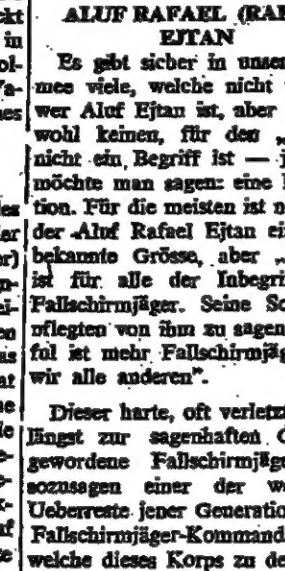 ALUF RAFAEL
EJTAN
Es gibt sicher in unser
mee viele, welche nicht
wer Aluf Ejtan ist, aber
wohl keinen, für den „
nicht ein Begriff ist — j
möchte man sagen: eine
tion. Für die meisten ist n
der Aluf Rafael Ejtan ei
bekannte Grösse, aber „
ist für alle der Inbegri
Fallschirmjäger. Seine So
pflegten von ihm zu sagen
ful ist mehr Fallschirmjäg
wir alle anderen”.
Dieser harte, oft verletz
längst zur sagenhaften
gewordene Fallschirmjäge
sozusagen einer der w
Ueberreste jener Generatio
Fallschirmjäger-Kommand
welche dieses Korps zu de